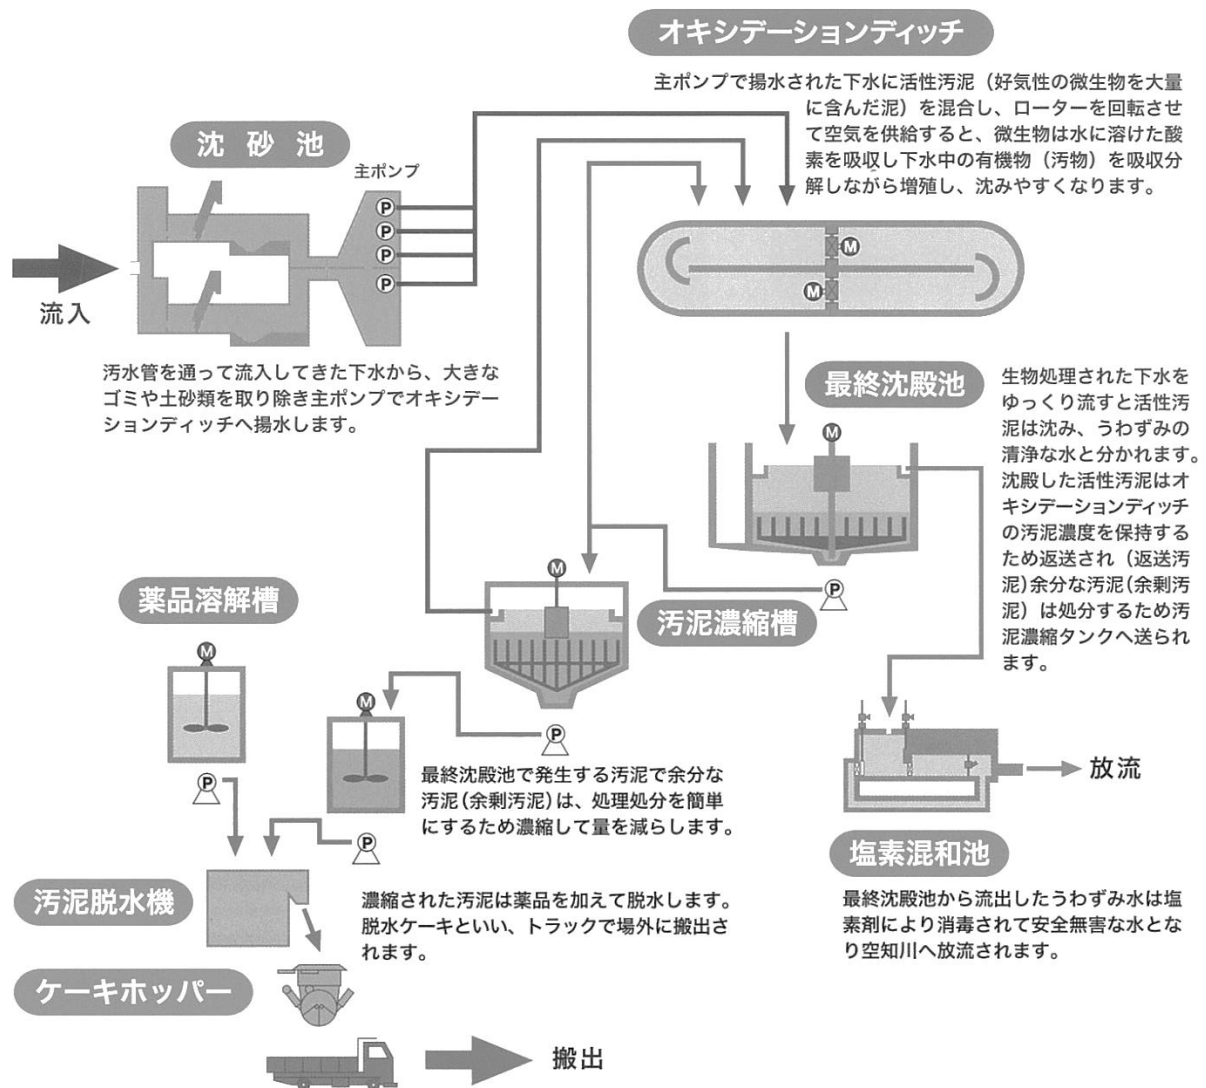 オキシデーションディッチ
主ポンプで揚水された下水に活性汚泥（好気性の微生物を大量
に含んだ泥）を混合し、ローターを回転させ
て空気を供給すると、微生物は水に溶けた酸
素を吸収し下水中の有機物（汚物）を吸収分
解しながら増殖し、沈みやすくなります。
沈砂池
主ポンプ
P
P
P
P
M
M
流入
汚水管を通って流入してきた下水から、大きな
ゴミや土砂類を取り除き主ポンプでオキシデー
ションディッチへ揚水します。
最終沈殿池
M
生物処理された下水を
ゆっくり流すと活性汚
泥は沈み、うわずみの
清浄な水と分かれます。
沈殿した活性汚泥はオ
キシデーションディッチ
の汚泥濃度を保持する
ため返送され（返送汚
泥)余分な汚泥(余剰汚
泥）は処分するため汚
泥濃縮タンクへ送られ
ます。
P
M
汚泥濃縮槽
薬品溶解槽
M
M
P
P
P
最終沈殿池で発生する汚泥で余分な
汚泥(余剰汚泥)は、処理処分を簡単
にするため濃縮して量を減らします。
放流
塩素混和池
最終沈殿池から流出したうわずみ水は塩
素剤により消毒されて安全無害な水とな
り空知川へ放流されます。
汚泥脱水機
濃縮された汚泥は薬品を加えて脱水します。
脱水ケーキといい、トラックで場外に搬出さ
れます。
ケーキホッパー
搬出